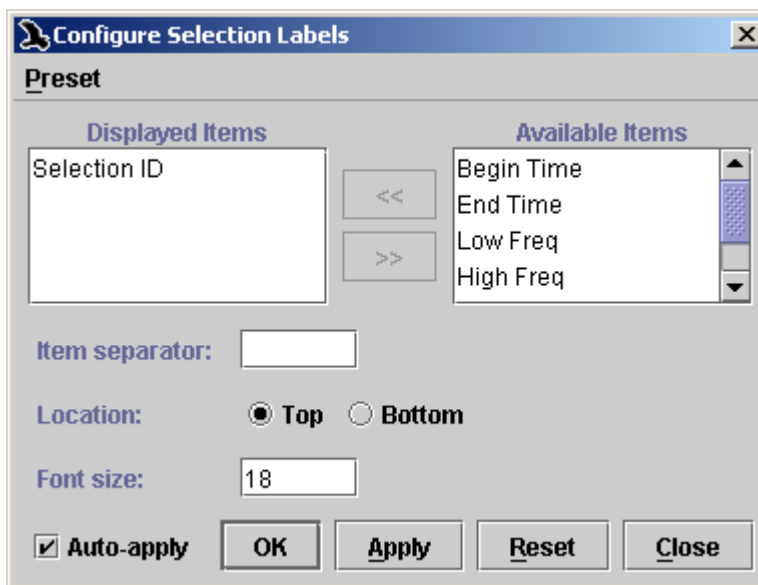 Configure Selection Labels
Preset
Displayed Items
Available Items
Selection ID
Begin Time
End Time
Low Freq
High Freq
<<
>>
Item separator:
Location: Top Bottom
Font size: 18
Auto-apply OK Apply Reset Close